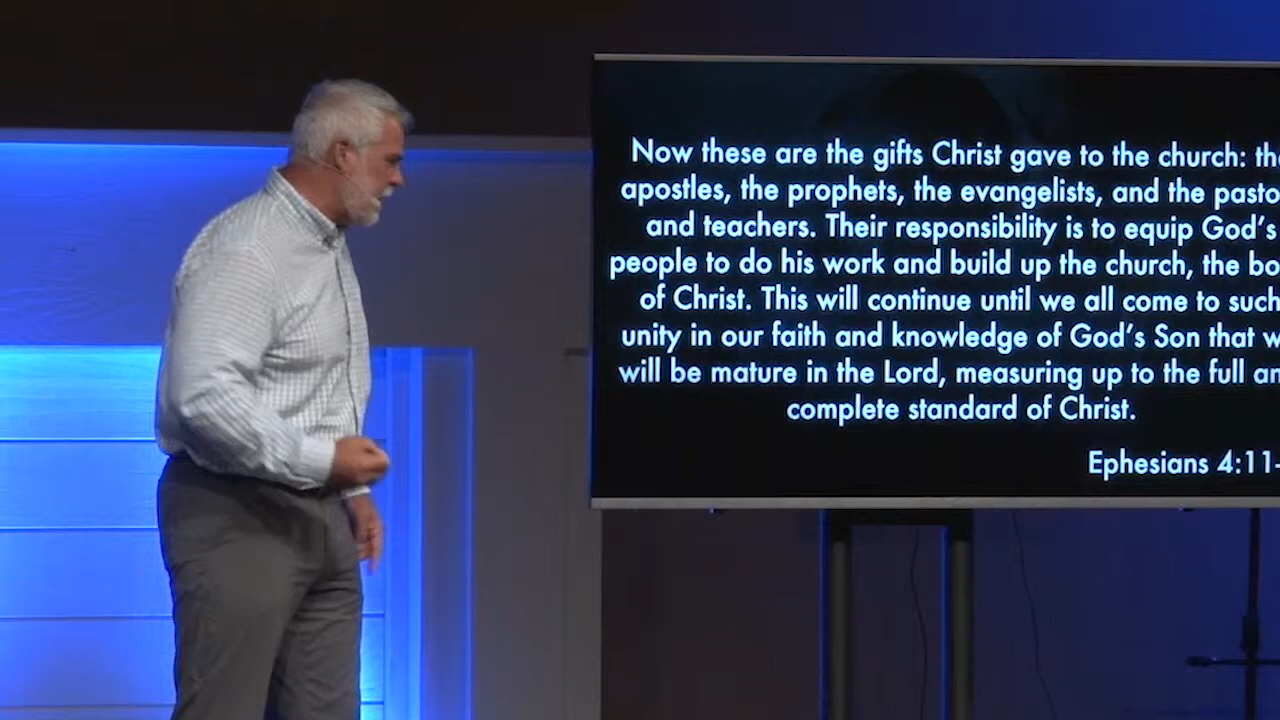 Now these are the gifts Christ gave to the church: the
apostles, the prophets, the evangelists, and the
and teachers. Their responsibility is to equip God's
people to do his work and build up the church, the
of Christ. This will continue until we all come to such
unity in our faith and knowledge of God's Son that
will be mature in the Lord, measuring up to the full
complete standard of Christ.
Ephesians 4:11-